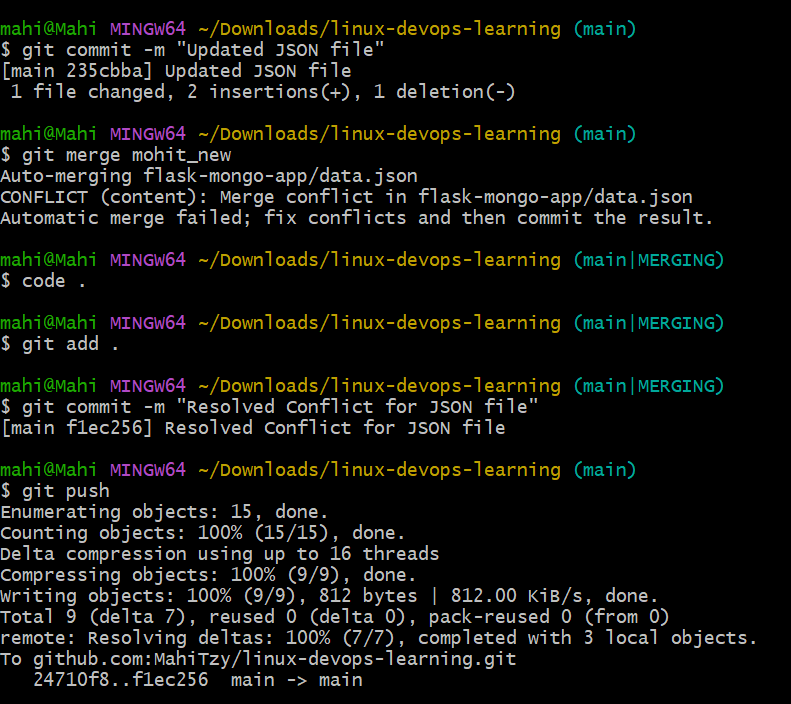 mahi@Mahi MINGW64 ~/Downloads/linux-devops-learning (main)
$ git commit -m "Updated JSON file"
[main 235cbba] Updated JSON file
 1 file changed, 2 insertions(+), 1 deletion(-)

mahi@Mahi MINGW64 ~/Downloads/linux-devops-learning (main)
$ git merge mohit_new
Auto-merging flask-mongo-app/data.json
CONFLICT (content): Merge conflict in flask-mongo-app/data.json
Automatic merge failed; fix conflicts and then commit the result.

mahi@Mahi MINGW64 ~/Downloads/linux-devops-learning (main|MERGING)
$ code .

mahi@Mahi MINGW64 ~/Downloads/linux-devops-learning (main|MERGING)
$ git add .

mahi@Mahi MINGW64 ~/Downloads/linux-devops-learning (main|MERGING)
$ git commit -m "Resolved Conflict for JSON file"
[main f1ec256] Resolved Conflict for JSON file

mahi@Mahi MINGW64 ~/Downloads/linux-devops-learning (main)
$ git push
Enumerating objects: 15, done.
Counting objects: 100% (15/15), done.
Delta compression using up to 16 threads
Compressing objects: 100% (9/9), done.
Writing objects: 100% (9/9), 812 bytes | 812.00 KiB/s, done.
Total 9 (delta 7), reused 0 (delta 0), pack-reused 0 (from 0)
remote: Resolving deltas: 100% (7/7), completed with 3 local objects.
To github.com:MahiTzy/linux-devops-learning.git
   24710f8..f1ec256  main -> main